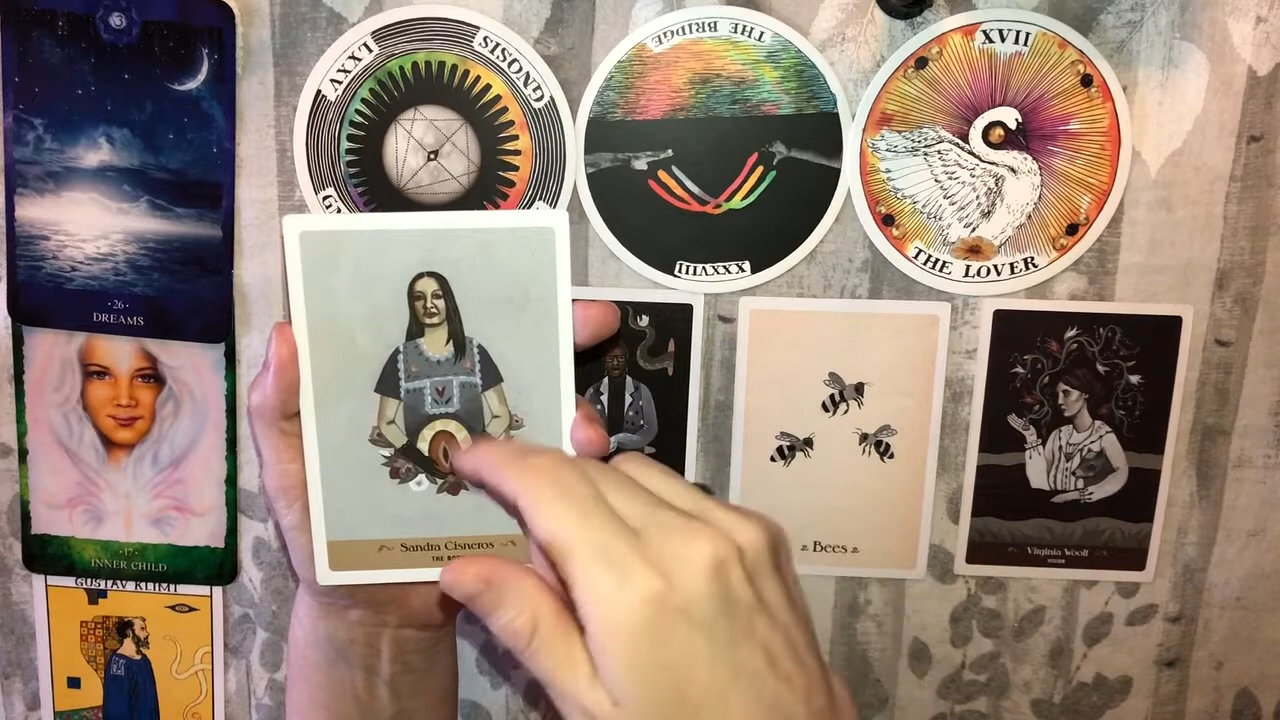 ·26·
DREAMS
·17·
INNER CHILD
GUSTAV KLIMT
LXXV
GNOSIS
THE BRIDGE
XXXVIII
XVII
THE LOVER
Sandra Cisneros
THE
Bees
Virginia Woolf
VISION